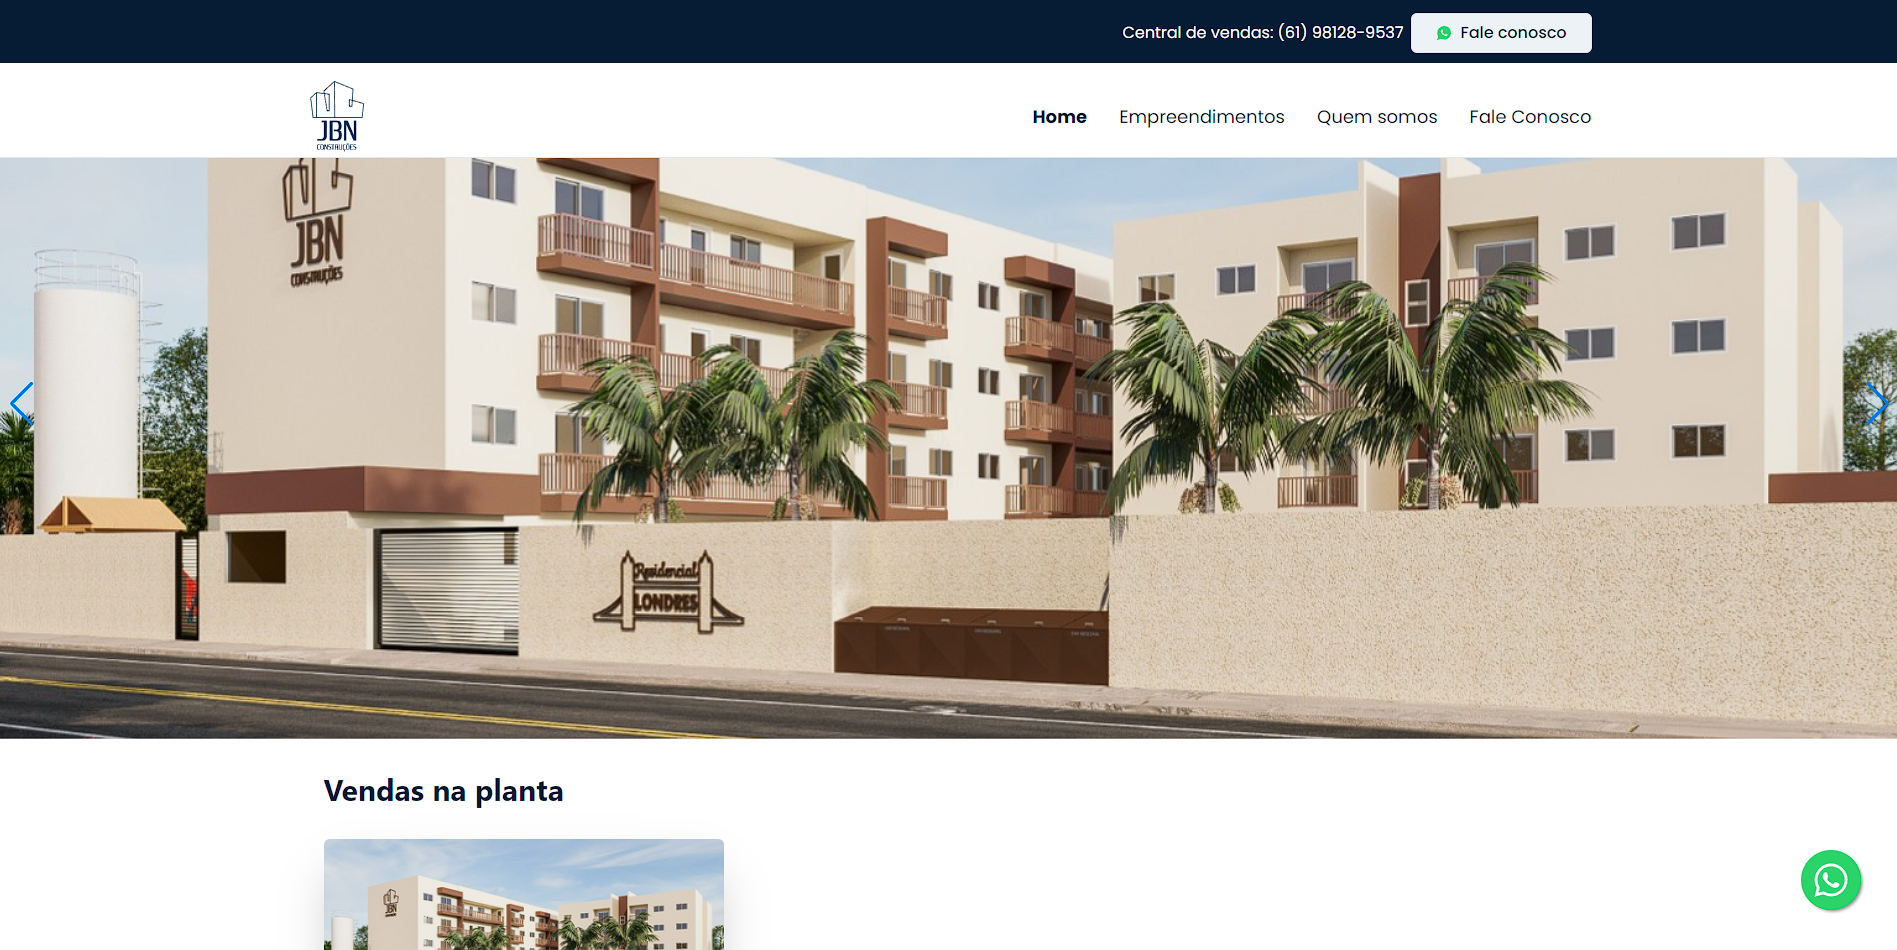 Central de vendas: (61) 98128-9537
Fale conosco
JBN
CONSTRUÇÕES
Home
Empreendimentos
Quem somos
Fale Conosco
JBN
CONSTRUÇÕES
Residencial
LONDRES
Vendas na planta
JBN